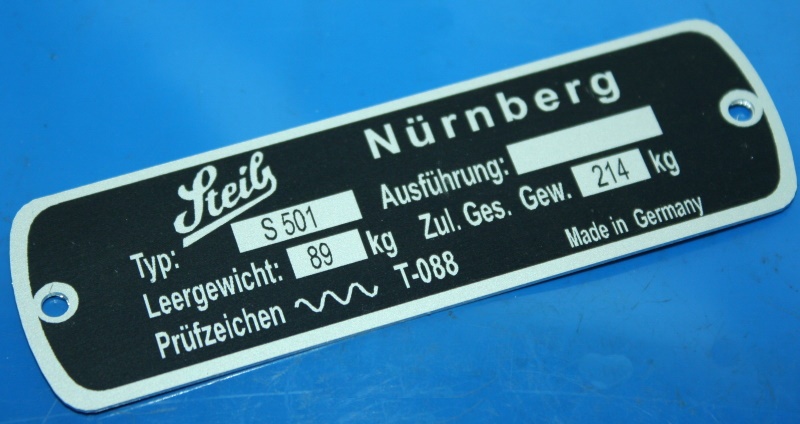 Steib Nürnberg
Typ: S 501 Ausführung:
Leergewicht: 89 kg Zul. Ges. Gew. 214 kg
Prüfzeichen T-088 Made in Germany